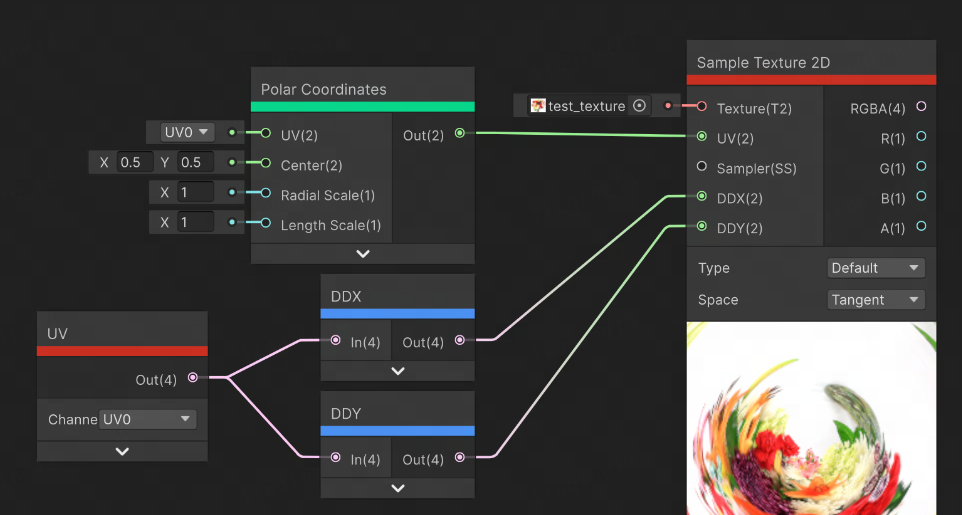 Polar Coordinates
UV0
UV(2)
Out(2)
X 0.5 Y 0.5
Center(2)
X 1
Radial Scale(1)
X 1
Length Scale(1)
UV
Out(4)
Channe UV0
DDX
In(4)
Out(4)
DDY
In(4)
Out(4)
test_texture
Sample Texture 2D
Texture(T2)
RGBA(4)
UV(2)
R(1)
Sampler(SS)
G(1)
DDX(2)
B(1)
DDY(2)
A(1)
Type
Default
Space
Tangent